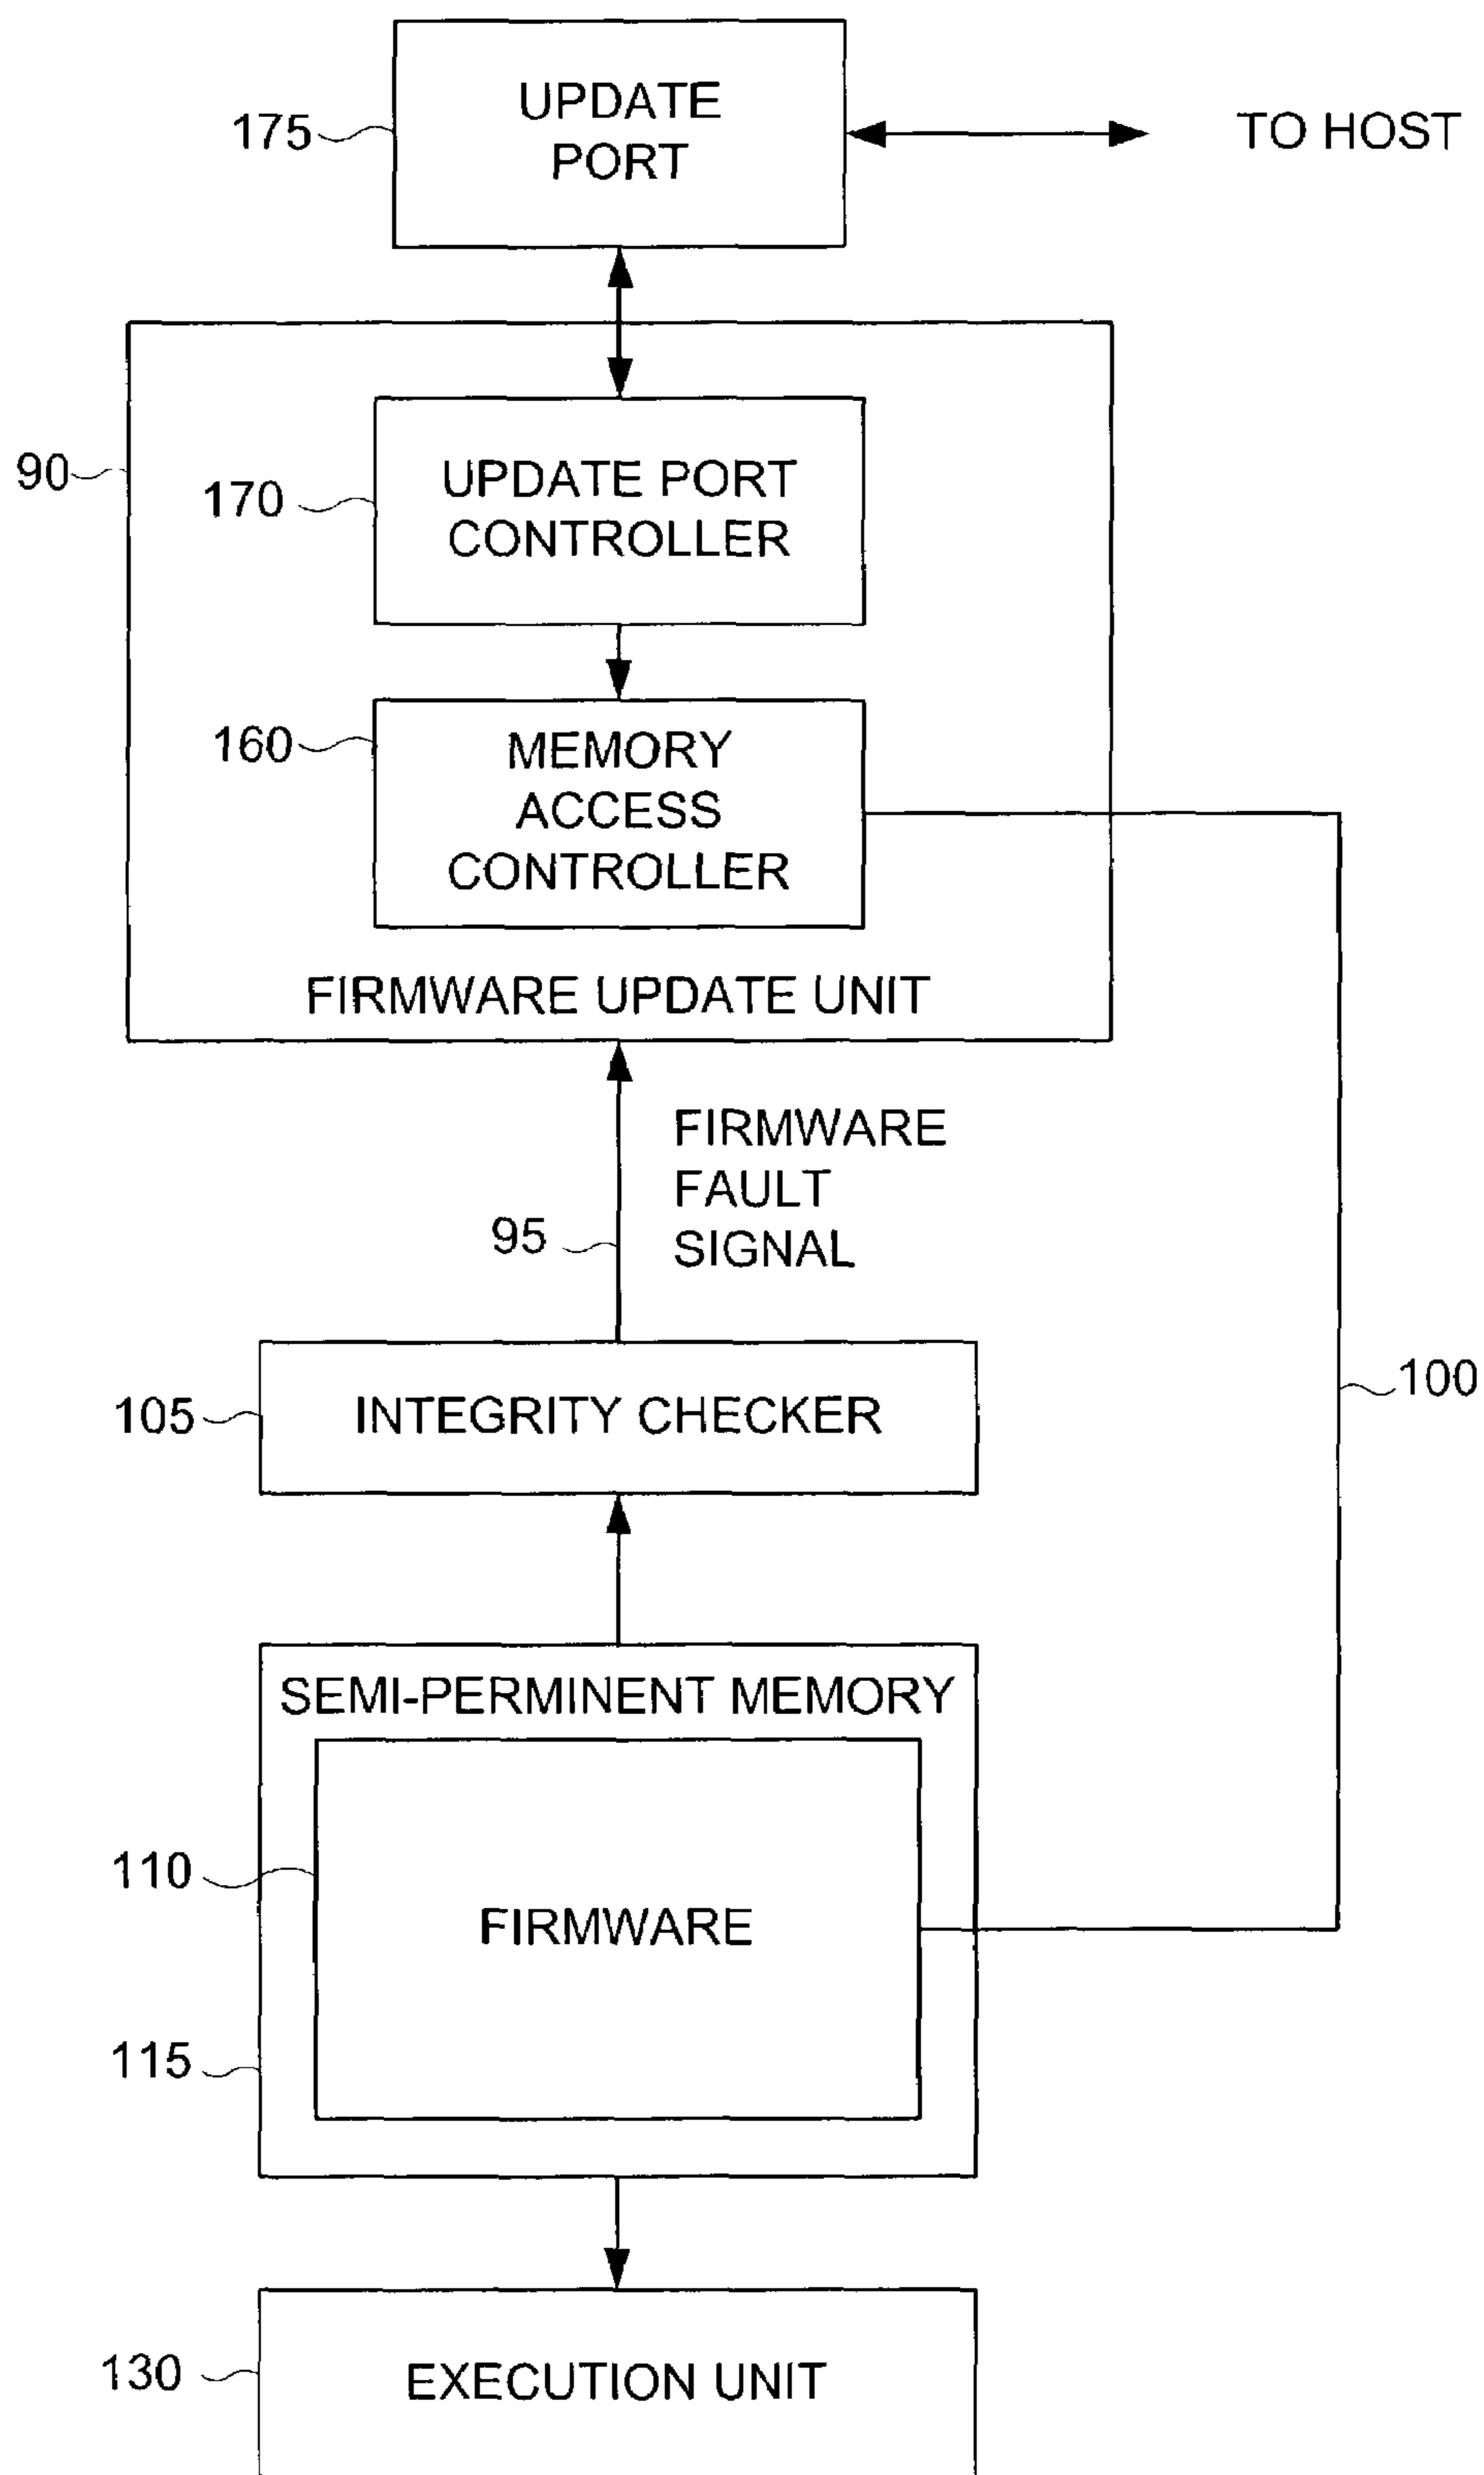 UPDATE
PORT
175
TO HOST
90
170
UPDATE PORT
CONTROLLER
160
MEMORY
ACCESS
CONTROLLER
FIRMWARE UPDATE UNIT
FIRMWARE
FAULT
SIGNAL
95
100
105
INTEGRITY CHECKER
SEMI-PERMINENT MEMORY
110
FIRMWARE
115
130
EXECUTION UNIT